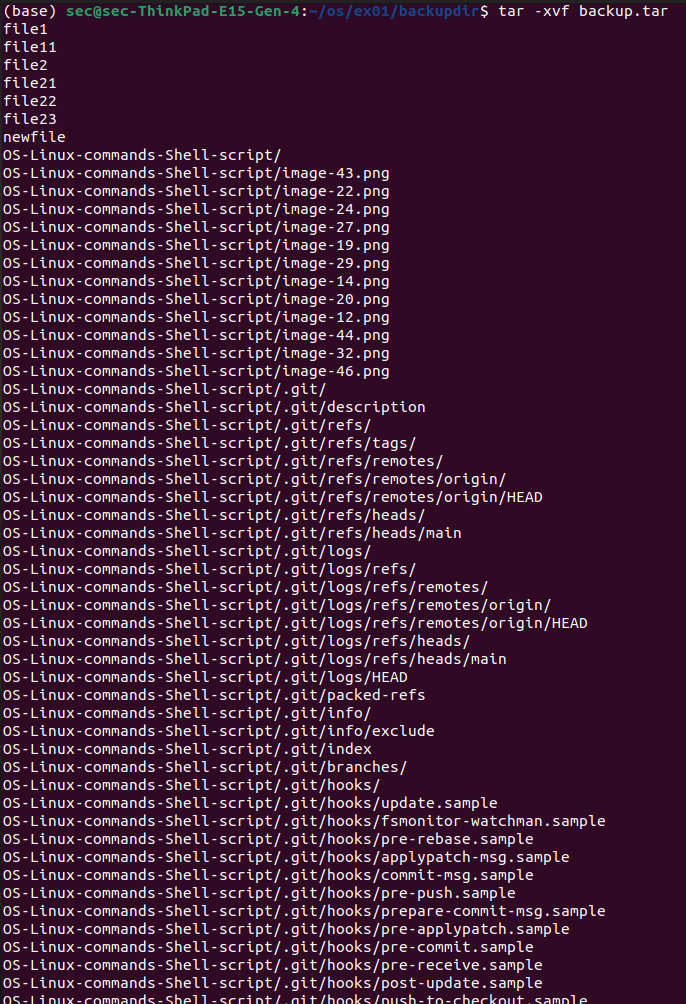 (base) sec@sec-ThinkPad-E15-Gen-4:~/os/ex01/backupdir$ tar -xvf backup.tar
file1
file11
file2
file21
file22
file23
newfile
OS-Linux-commands-Shell-script/
OS-Linux-commands-Shell-script/image-43.png
OS-Linux-commands-Shell-script/image-22.png
OS-Linux-commands-Shell-script/image-24.png
OS-Linux-commands-Shell-script/image-27.png
OS-Linux-commands-Shell-script/image-19.png
OS-Linux-commands-Shell-script/image-29.png
OS-Linux-commands-Shell-script/image-14.png
OS-Linux-commands-Shell-script/image-20.png
OS-Linux-commands-Shell-script/image-12.png
OS-Linux-commands-Shell-script/image-44.png
OS-Linux-commands-Shell-script/image-32.png
OS-Linux-commands-Shell-script/image-46.png
OS-Linux-commands-Shell-script/.git/
OS-Linux-commands-Shell-script/.git/description
OS-Linux-commands-Shell-script/.git/refs/
OS-Linux-commands-Shell-script/.git/refs/tags/
OS-Linux-commands-Shell-script/.git/refs/remotes/
OS-Linux-commands-Shell-script/.git/refs/remotes/origin/
OS-Linux-commands-Shell-script/.git/refs/remotes/origin/HEAD
OS-Linux-commands-Shell-script/.git/refs/heads/
OS-Linux-commands-Shell-script/.git/refs/heads/main
OS-Linux-commands-Shell-script/.git/logs/
OS-Linux-commands-Shell-script/.git/logs/refs/
OS-Linux-commands-Shell-script/.git/logs/refs/remotes/
OS-Linux-commands-Shell-script/.git/logs/refs/remotes/origin/
OS-Linux-commands-Shell-script/.git/logs/refs/remotes/origin/HEAD
OS-Linux-commands-Shell-script/.git/logs/refs/heads/
OS-Linux-commands-Shell-script/.git/logs/refs/heads/main
OS-Linux-commands-Shell-script/.git/logs/HEAD
OS-Linux-commands-Shell-script/.git/packed-refs
OS-Linux-commands-Shell-script/.git/info/
OS-Linux-commands-Shell-script/.git/info/exclude
OS-Linux-commands-Shell-script/.git/index
OS-Linux-commands-Shell-script/.git/branches/
OS-Linux-commands-Shell-script/.git/hooks/
OS-Linux-commands-Shell-script/.git/hooks/update.sample
OS-Linux-commands-Shell-script/.git/hooks/fsmonitor-watchman.sample
OS-Linux-commands-Shell-script/.git/hooks/pre-rebase.sample
OS-Linux-commands-Shell-script/.git/hooks/applypatch-msg.sample
OS-Linux-commands-Shell-script/.git/hooks/commit-msg.sample
OS-Linux-commands-Shell-script/.git/hooks/pre-push.sample
OS-Linux-commands-Shell-script/.git/hooks/prepare-commit-msg.sample
OS-Linux-commands-Shell-script/.git/hooks/pre-applypatch.sample
OS-Linux-commands-Shell-script/.git/hooks/pre-commit.sample
OS-Linux-commands-Shell-script/.git/hooks/pre-receive.sample
OS-Linux-commands-Shell-script/.git/hooks/post-update.sample
OS-Linux-commands-Shell-script/.git/hooks/push-to-checkout.sample